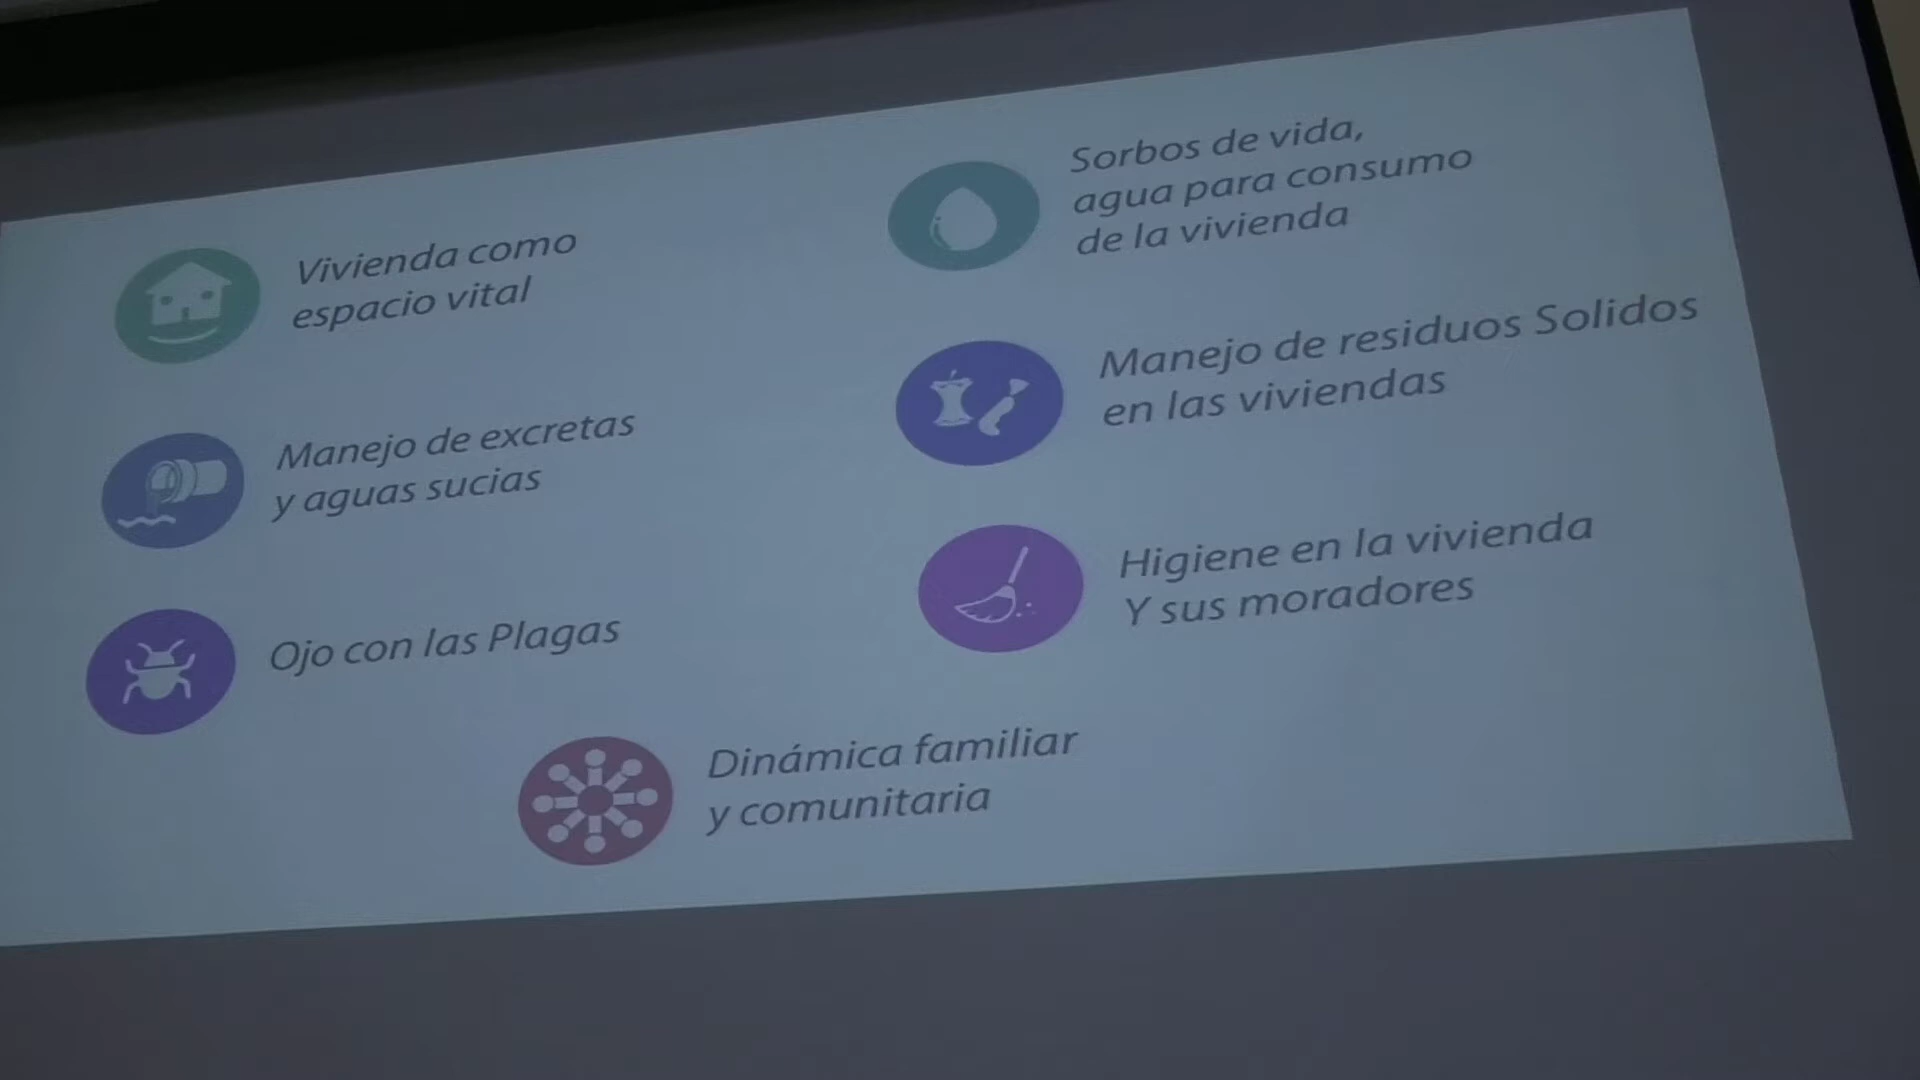 Vivienda como
espacio vital
Manejo de excretas
y aguas sucias
Ojo con las Plagas
Sorbos de vida,
agua para consumo
de la vivienda
Manejo de residuos Solidos
en las viviendas
Higiene en la vivienda
Y sus moradores
Dinámica familiar
y comunitaria